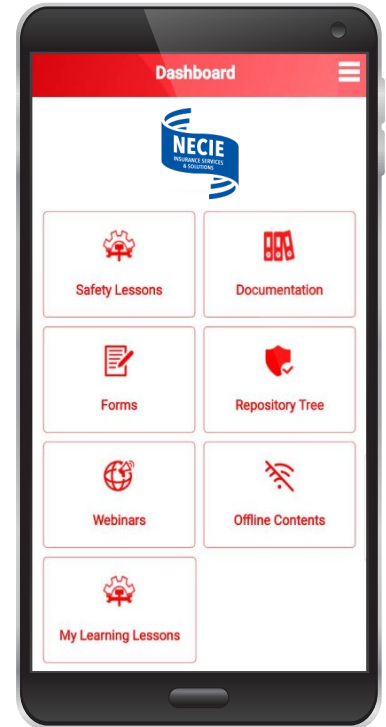 Dashboard
NECIE
INSURANCE SERVICES
& SOLUTIONS
Safety Lessons
Documentation
Forms
Repository Tree
Webinars
Offline Contents
My Learning Lessons